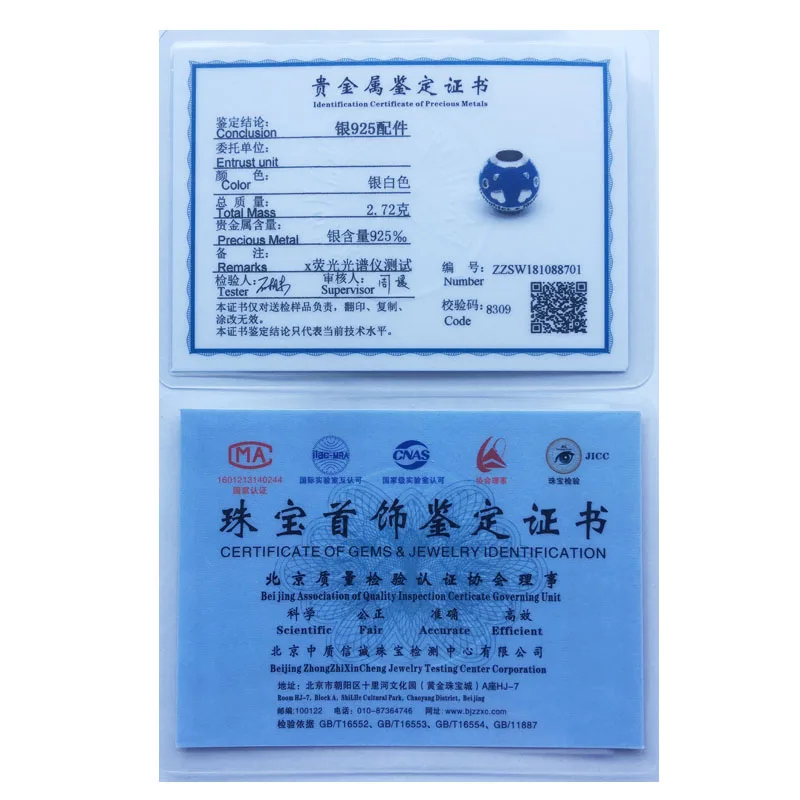 贵金属鉴定证书
Identification Certificate of Precious Metals
鉴定结论: 银925配件
Conclusion
委托单位:
Entrust unit
颜 色: 银白色
Color
总 质 量: 2.72克
Total Mass
贵金属含量: 银含量925‰
Precious Metal
备 注: x荧光光谱仪测试
Remarks
检验人: 审核人:
Tester Supervisor
本证书仅对送检样品负责，翻印、复制、
涂改无效。
本证书鉴定结论只代表当前技术水平。
编 号: ZZSW181088701
Number
校验码: 8309
Code
CMA ilac-MRA CNAS JICC
1601213140244 国际实验室互认可 国家级实验室认可 协会理事 珠宝检验
国家认证
珠宝首饰鉴定证书
CERTIFICATE OF GEMS & JEWELRY IDENTIFICATION
北京质量检验认证协会理事
Beijing Association of Quality Inspection Certicate Governing Unit
科学 公正 准确 高效
Scientific Fair Accurate Efficient
北京中质信诚珠宝检测中心有限公司
Beijing ZhongZhiXinCheng Jewelry Testing Center Corporation
地址: 北京市朝阳区十里河文化园（黄金珠宝城）A座HJ-7
Room HJ-7, Block A, ShiLiHe Cultural Park, Chaoyang District, Beijing
邮编:100122 电话: 010-87364746 网址: www.bjzzxc.com
检验依据 GB/T16552、GB/T16553、GB/T16554、GB/11887